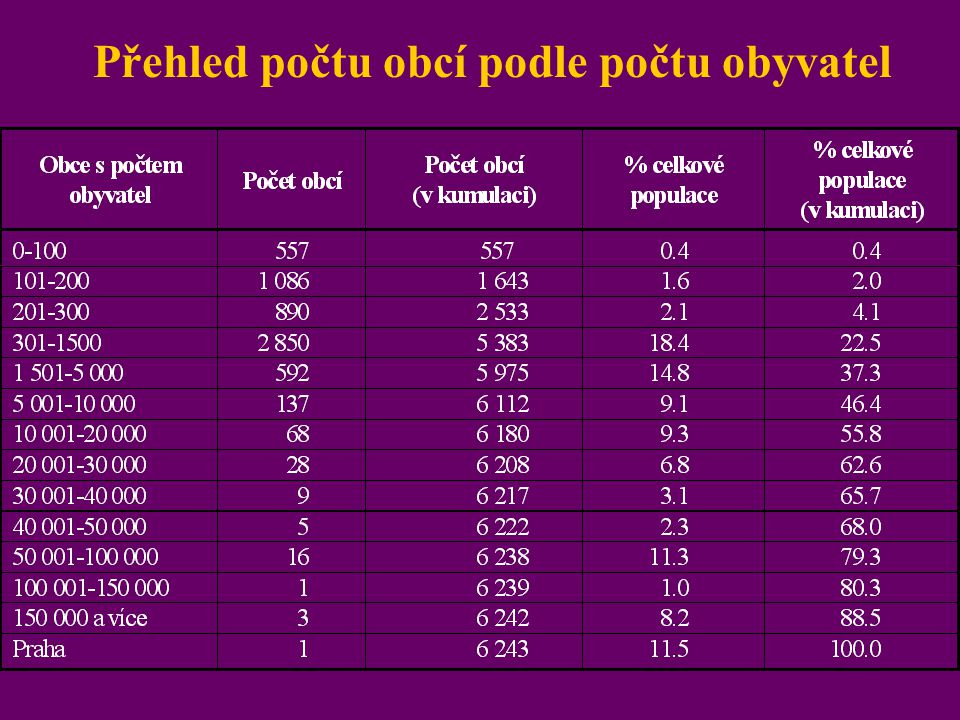 Přehled počtu obcí podle počtu obyvatel
Obce s počtem obyvatel | Počet obcí | Počet obcí (v kumulaci) | % celkové populace | % celkové populace (v kumulaci)
0-100 557 557 0.4 0.4
101-200 1 086 1 643 1.6 2.0
201-300 890 2 533 2.1 4.1
301-1500 2 850 5 383 18.4 22.5
1 501-5 000 592 5 975 14.8 37.3
5 001-10 000 137 6 112 9.1 46.4
10 001-20 000 68 6 180 9.3 55.8
20 001-30 000 28 6 208 6.8 62.6
30 001-40 000 9 6 217 3.1 65.7
40 001-50 000 5 6 222 2.3 68.0
50 001-100 000 16 6 238 11.3 79.3
100 001-150 000 1 6 239 1.0 80.3
150 000 a více 3 6 242 8.2 88.5
Praha 1 6 243 11.5 100.0